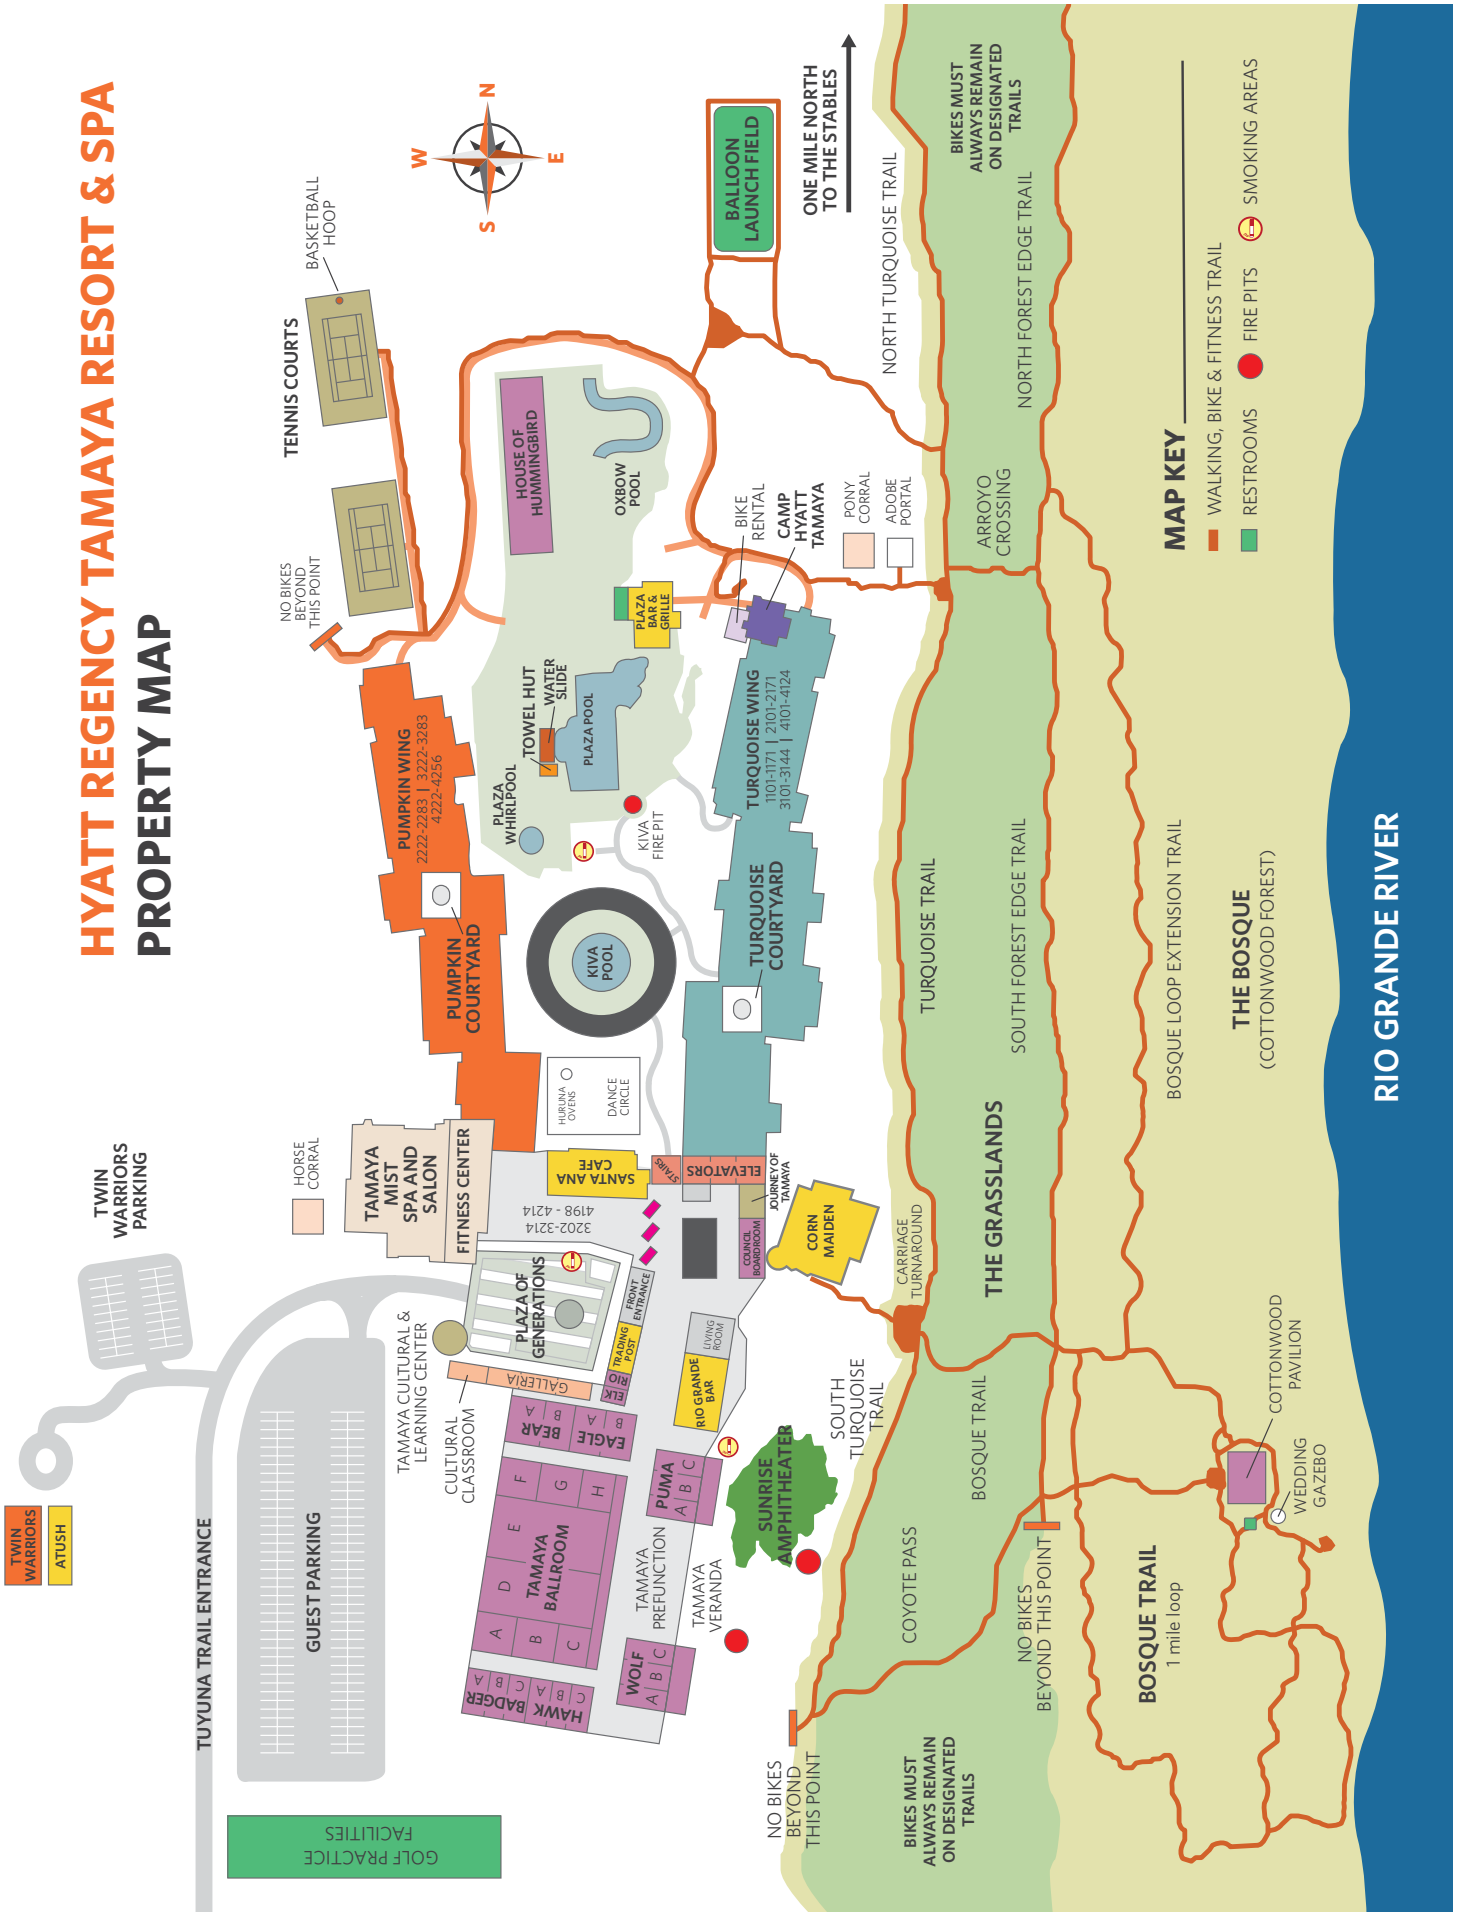 HYATT REGENCY TAMAYA RESORT & SPA
PROPERTY MAP
N
S
W
E
TWIN
WARRIORS
ATUSH
TWIN
WARRIORS
PARKING
TUYUNA TRAIL ENTRANCE
GUEST PARKING
GOLF PRACTICE
FACILITIES
HORSE
CORRAL
TENNIS COURTS
BASKETBALL
HOOP
NO BIKES
BEYOND
THIS POINT
TAMAYA
MIST
SPA AND
SALON
FITNESS CENTER
PUMPKIN WING
2222-2283 | 3222-3283
4222-4256
PUMPKIN
COURTYARD
TAMAYA CULTURAL &
LEARNING CENTER
CULTURAL
CLASSROOM
GALLERIA
PLAZA OF
GENERATIONS
3202-3214
4198 - 4214
SANTA ANA
CAFE
STAIRS
ELEVATORS
HURUNA
OVENS
DANCE
CIRCLE
KIVA
POOL
PLAZA
WHIRLPOOL
TOWEL HUT
WATER
SLIDE
PLAZA POOL
KIVA
FIRE PIT
HOUSE OF
HUMMINGBIRD
OXBOW
POOL
PLAZA
BAR &
GRILLE
BIKE
RENTAL
CAMP
HYATT
TAMAYA
PONY
CORRAL
ADOBE
PORTAL
BALLOON
LAUNCH FIELD
ONE MILE NORTH
TO THE STABLES
TURQUOISE WING
1101-1171 | 2101-2171
3101-3144 | 4101-4124
TURQUOISE
COURTYARD
JOURNEY OF
TAMAYA
COUNCIL
BOARDROOM
CORN
MAIDEN
FRONT
ENTRANCE
TRADING
POST
RIO
ELK
LIVING
ROOM
RIO GRANDE
BAR
BEAR
A
B
EAGLE
A
B
TAMAYA
BALLROOM
A
B
C
D
E
F
G
H
BADGER
A
B
C
HAWK
A
B
C
PUMA
A
B
C
WOLF
A
B
C
TAMAYA
PREFUNCTION
TAMAYA
VERANDA
SUNRISE
AMPHITHEATER
SOUTH
TURQUOISE
TRAIL
CARRIAGE
TURNAROUND
NORTH TURQUOISE TRAIL
TURQUOISE TRAIL
BIKES MUST
ALWAYS REMAIN
ON DESIGNATED
TRAILS
NORTH FOREST EDGE TRAIL
ARROYO
CROSSING
SOUTH FOREST EDGE TRAIL
THE GRASSLANDS
BOSQUE TRAIL
COYOTE PASS
NO BIKES
BEYOND
THIS POINT
BIKES MUST
ALWAYS REMAIN
ON DESIGNATED
TRAILS
NO BIKES
BEYOND THIS POINT
BOSQUE TRAIL
1 mile loop
COTTONWOOD
PAVILION
WEDDING
GAZEBO
BOSQUE LOOP EXTENSION TRAIL
THE BOSQUE
(COTTONWOOD FOREST)
MAP KEY
WALKING, BIKE & FITNESS TRAIL
RESTROOMS
FIRE PITS
SMOKING AREAS
RIO GRANDE RIVER